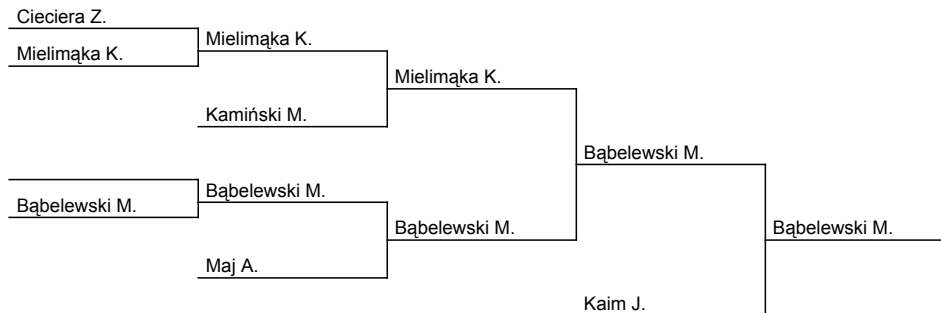 Cieciera Z.
Mielimąka K.
Mielimąka K.
Mielimąka K.
Kamiński M.
Bąbelewski M.
Bąbelewski M.
Bąbelewski M.
Bąbelewski M.
Bąbelewski M.
Maj A.
Kaim J.